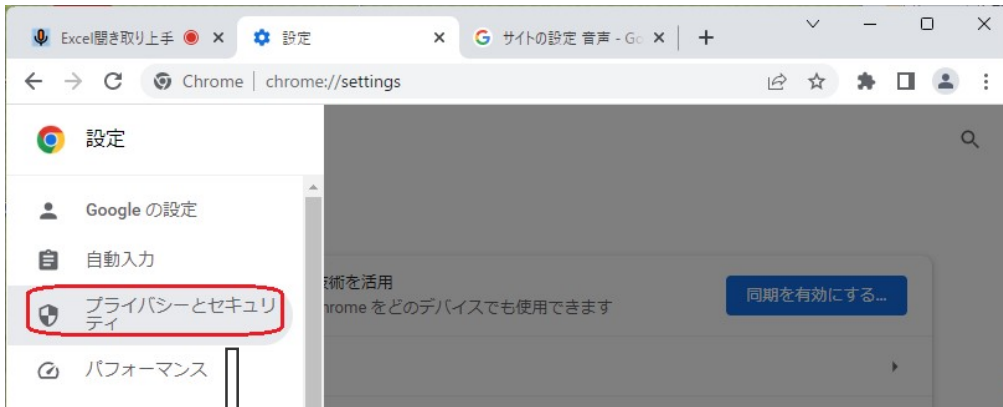 Excel聞き取り上手
設定
サイトの設定 音声 - Go
Chrome | chrome://settings
設定
Google の設定
自動入力
プライバシーとセキュリ
ティ
パフォーマンス
技術を活用
hrome をどのデバイスでも使用できます
同期を有効にする...